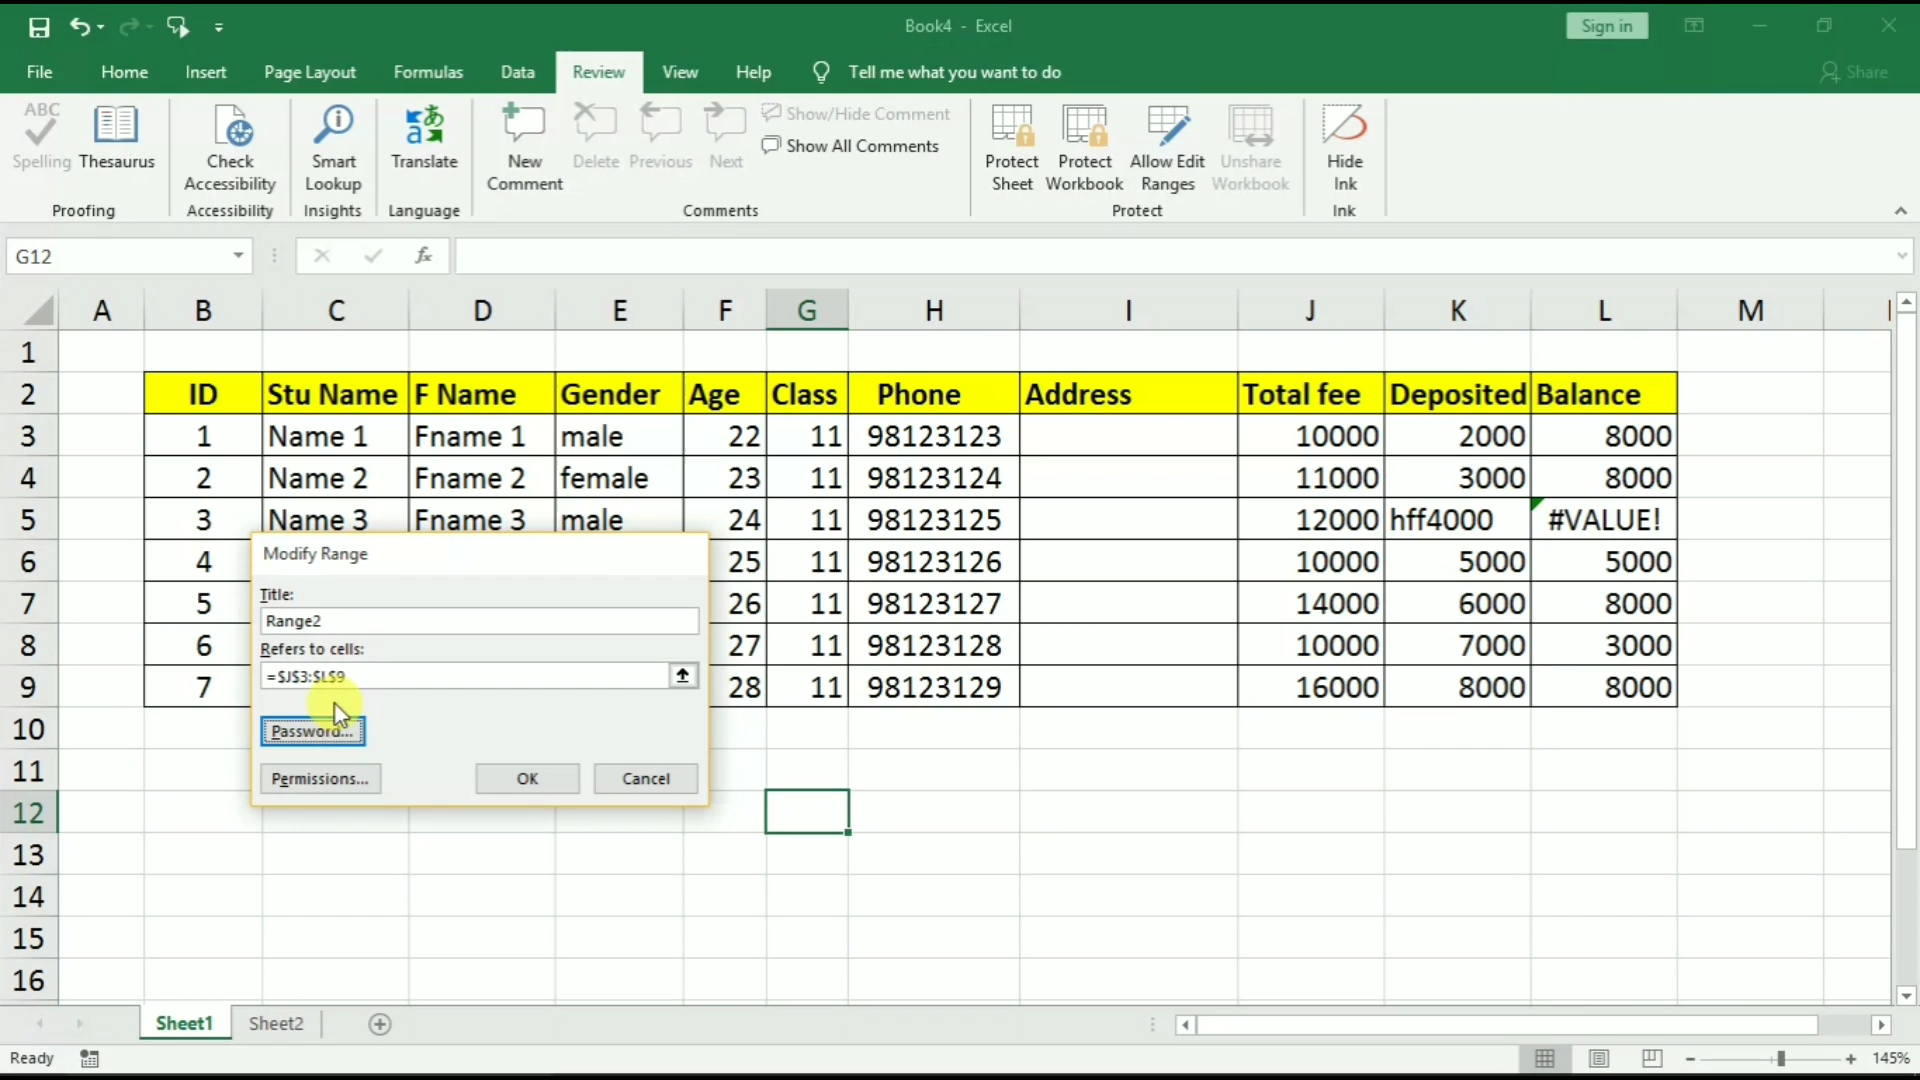 Book4 - Excel
Sign in
File Home Insert Page Layout Formulas Data Review View Help Tell me what you want to do Share
ABC
Spelling Thesaurus Check Accessibility Smart Lookup Translate New Comment Delete Previous Next Show/Hide Comment Show All Comments Protect Sheet Protect Workbook Allow Edit Ranges Unshare Workbook Hide Ink
Proofing Accessibility Insights Language Comments Protect Ink
G12 fx
A B C D E F G H I J K L M
1
2 ID Stu Name F Name Gender Age Class Phone Address Total fee Deposited Balance
3 1 Name 1 Fname 1 male 22 11 98123123 10000 2000 8000
4 2 Name 2 Fname 2 female 23 11 98123124 11000 3000 8000
5 3 Name 3 Fname 3 male 24 11 98123125 12000 hff4000 #VALUE!
6 4 25 11 98123126 10000 5000 5000
7 5 26 11 98123127 14000 6000 8000
8 6 27 11 98123128 10000 7000 3000
9 7 28 11 98123129 16000 8000 8000
10
11
12
13
14
15
16
Modify Range
Title:
Range2
Refers to cells:
=$J$3:$L$9
Password...
Permissions... OK Cancel
Sheet1 Sheet2
Ready 145%